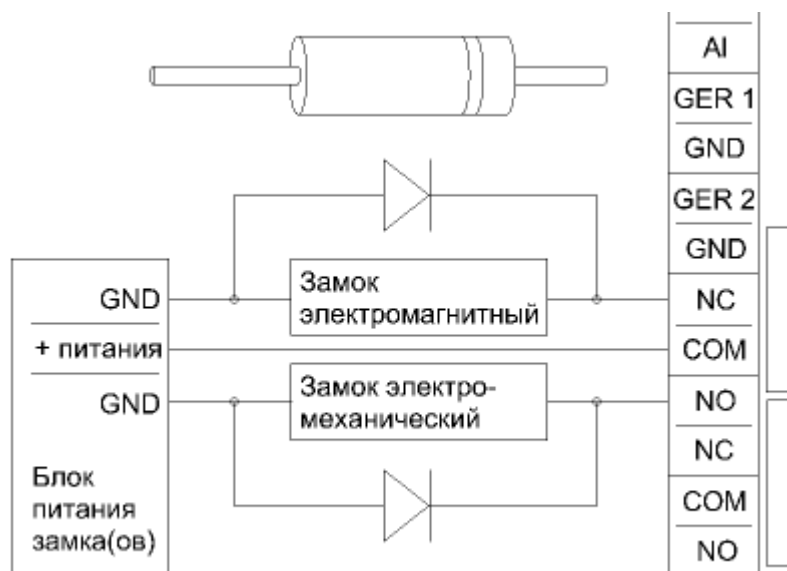 AI
GER 1
GND
GER 2
GND
NC
COM
NO
NC
COM
NO
GND
+ питания
GND
Блок
питания
замка(ов)
Замок
электромагнитный
Замок электро-
механический